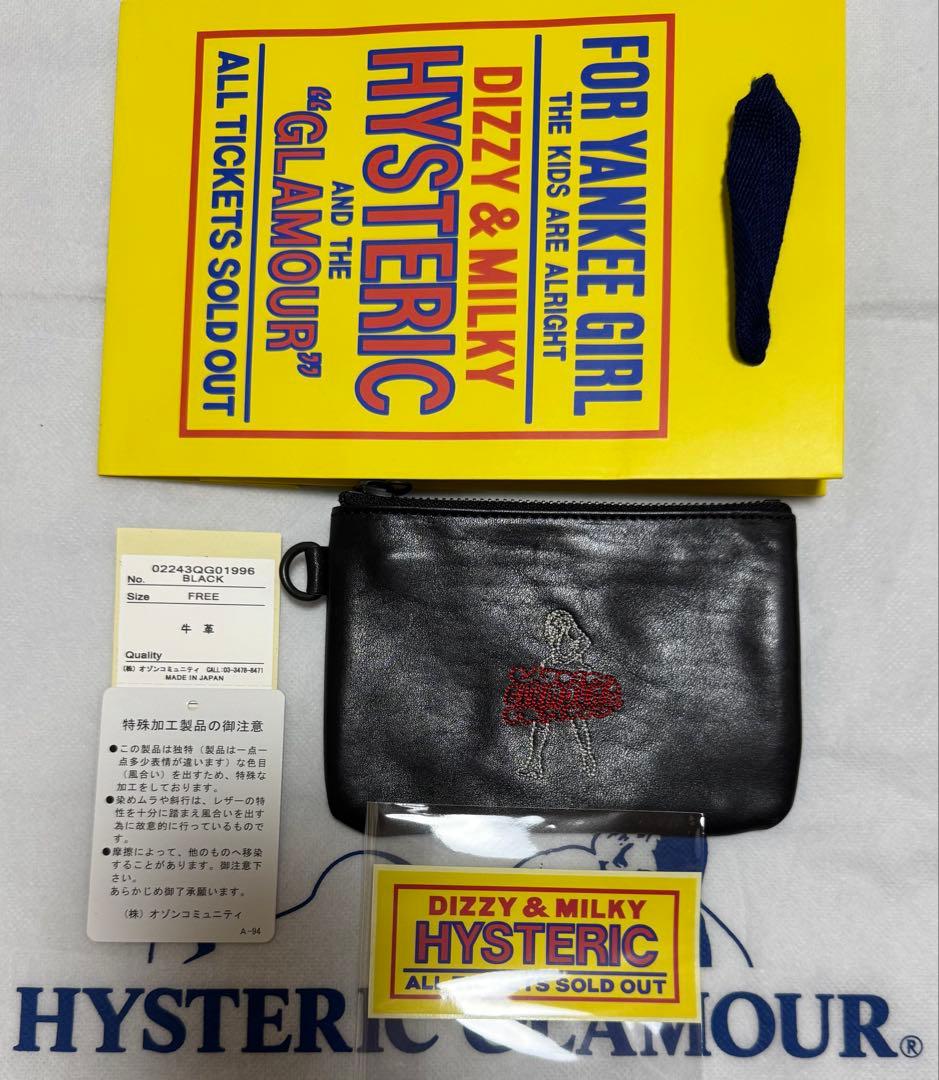 FOR YANKEE GIRL
THE KIDS ARE ALRIGHT
DIZZY & MILKY
HYSTERIC
AND THE
“GLAMOUR”
ALL TICKETS SOLD OUT
02243QG01996
No. BLACK
Size FREE
牛 革
Quality
(株) オゾンコミュニティ CALL:03-3478-8471
MADE IN JAPAN
特殊加工製品の御注意
●この製品は独特（製品は一点一
点多少表情が違います）な色目
（風合い）を出すため、特殊な
加工をしております。
●染めムラや斜行は、レザーの特
性を十分に踏まえ風合いを出す
為に故意的に行っているもので
す。
●摩擦によって、他のものへ移染
することがあります。御注意下
さい。
あらかじめ御了承願います。
（株）オゾンコミュニティ
A-94
DIZZY & MILKY
HYSTERIC
ALL SOLD OUT
HYSTERIC GLAMOUR®